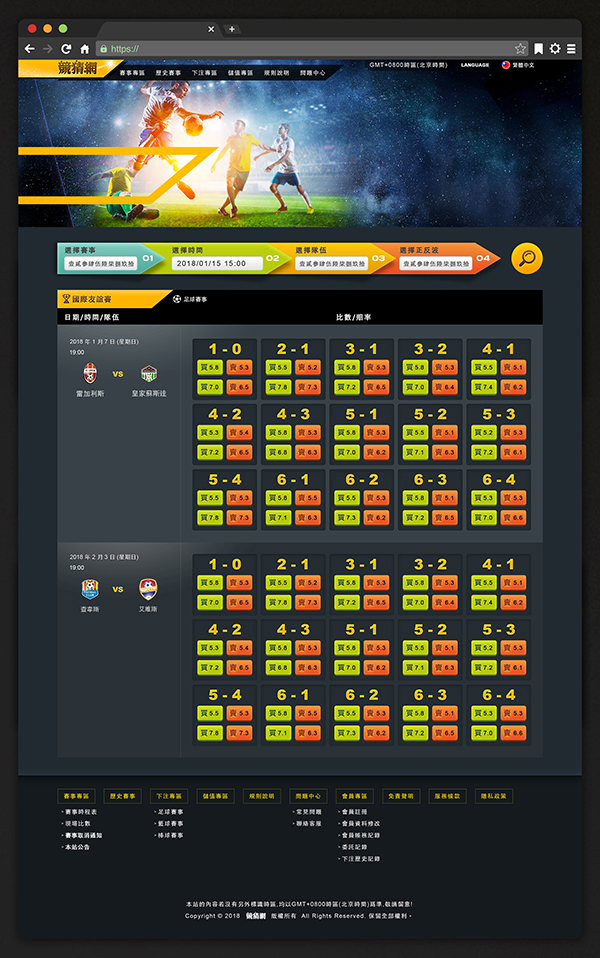 https://
競猜網
賽事專區 歷史賽事 下注專區 儲值專區 規則說明 問題中心
GMT+0800時區(北京時間) LANGUAGE 繁體中文
選擇賽事 選擇時間 選擇隊伍 選擇正反波
壹貳參肆伍陸柒捌玖拾 01 2018/01/15 15:00 02 壹貳參肆伍陸柒捌玖拾 03 壹貳參肆伍陸柒捌玖拾 04
國際友誼賽 足球賽事
日期/時間/隊伍 比數/賠率
2018 年 1 月 7 日 (星期日)
19:00
VS
雷加利斯 皇家蘇斯達
1 - 0 2 - 1 3 - 1 3 - 2 4 - 1
買 5.8 賣 5.3 買 5.5 賣 5.2 買 5.8 賣 5.3 買 5.8 賣 5.3 買 5.5 賣 5.1
買 7.0 賣 6.5 買 7.8 賣 7.3 買 7.2 賣 6.5 買 7.0 賣 6.4 買 7.4 賣 6.2
4 - 2 4 - 3 5 - 1 5 - 2 5 - 3
買 5.3 賣 5.4 買 5.8 賣 5.3 買 5.8 賣 5.3 買 5.5 賣 5.1 買 5.2 賣 5.3
買 7.2 賣 6.5 買 6.8 賣 6.3 買 7.0 賣 6.2 買 7.1 賣 6.3 買 7.2 賣 6.1
5 - 4 6 - 1 6 - 2 6 - 3 6 - 4
買 5.5 賣 5.3 買 5.5 賣 5.5 買 5.8 賣 5.3 買 5.8 賣 5.1 買 5.3 賣 5.3
買 7.8 賣 7.3 買 7.1 賣 6.3 買 7.3 賣 6.2 買 7.2 賣 6.5 買 7.0 賣 6.6
2018 年 2 月 3 日 (星期日)
19:00
VS
查韋斯 艾維斯
1 - 0 2 - 1 3 - 1 3 - 2 4 - 1
買 5.8 賣 5.3 買 5.5 賣 5.2 買 5.8 賣 5.3 買 5.8 賣 5.3 買 5.5 賣 5.1
買 7.0 賣 6.5 買 7.8 賣 7.3 買 7.2 賣 6.5 買 7.0 賣 6.4 買 7.4 賣 6.2
4 - 2 4 - 3 5 - 1 5 - 2 5 - 3
買 5.3 賣 5.4 買 5.8 賣 5.3 買 5.8 賣 5.3 買 5.5 賣 5.1 買 5.2 賣 5.3
買 7.2 賣 6.5 買 6.8 賣 6.3 買 7.0 賣 6.2 買 7.1 賣 6.3 買 7.2 賣 6.1
5 - 4 6 - 1 6 - 2 6 - 3 6 - 4
買 5.5 賣 5.3 買 5.5 賣 5.5 買 5.8 賣 5.3 買 5.8 賣 5.1 買 5.3 賣 5.3
買 7.8 賣 7.3 買 7.1 賣 6.3 買 7.3 賣 6.2 買 7.2 賣 6.5 買 7.0 賣 6.6
賽事專區 歷史賽事 下注專區 儲值專區 規則說明 問題中心 會員專區 免責聲明 服務條款 隱私政策
- 賽事時程表 - 足球賽事 - 常見問題 - 會員註冊
- 現場比數 - 籃球賽事 - 聯絡客服 - 會員資料修改
- 賽事取消通知 - 棒球賽事 - 會員帳務紀錄
- 本站公告 - 委託記錄
- 下注歷史記錄
本站的內容若沒有另外標識時區,均以GMT+0800時區(北京時間)爲準,敬請留意!
Copyright © 2018 競猜網 版權所有 All Rights Reserved. 保留全部權利。